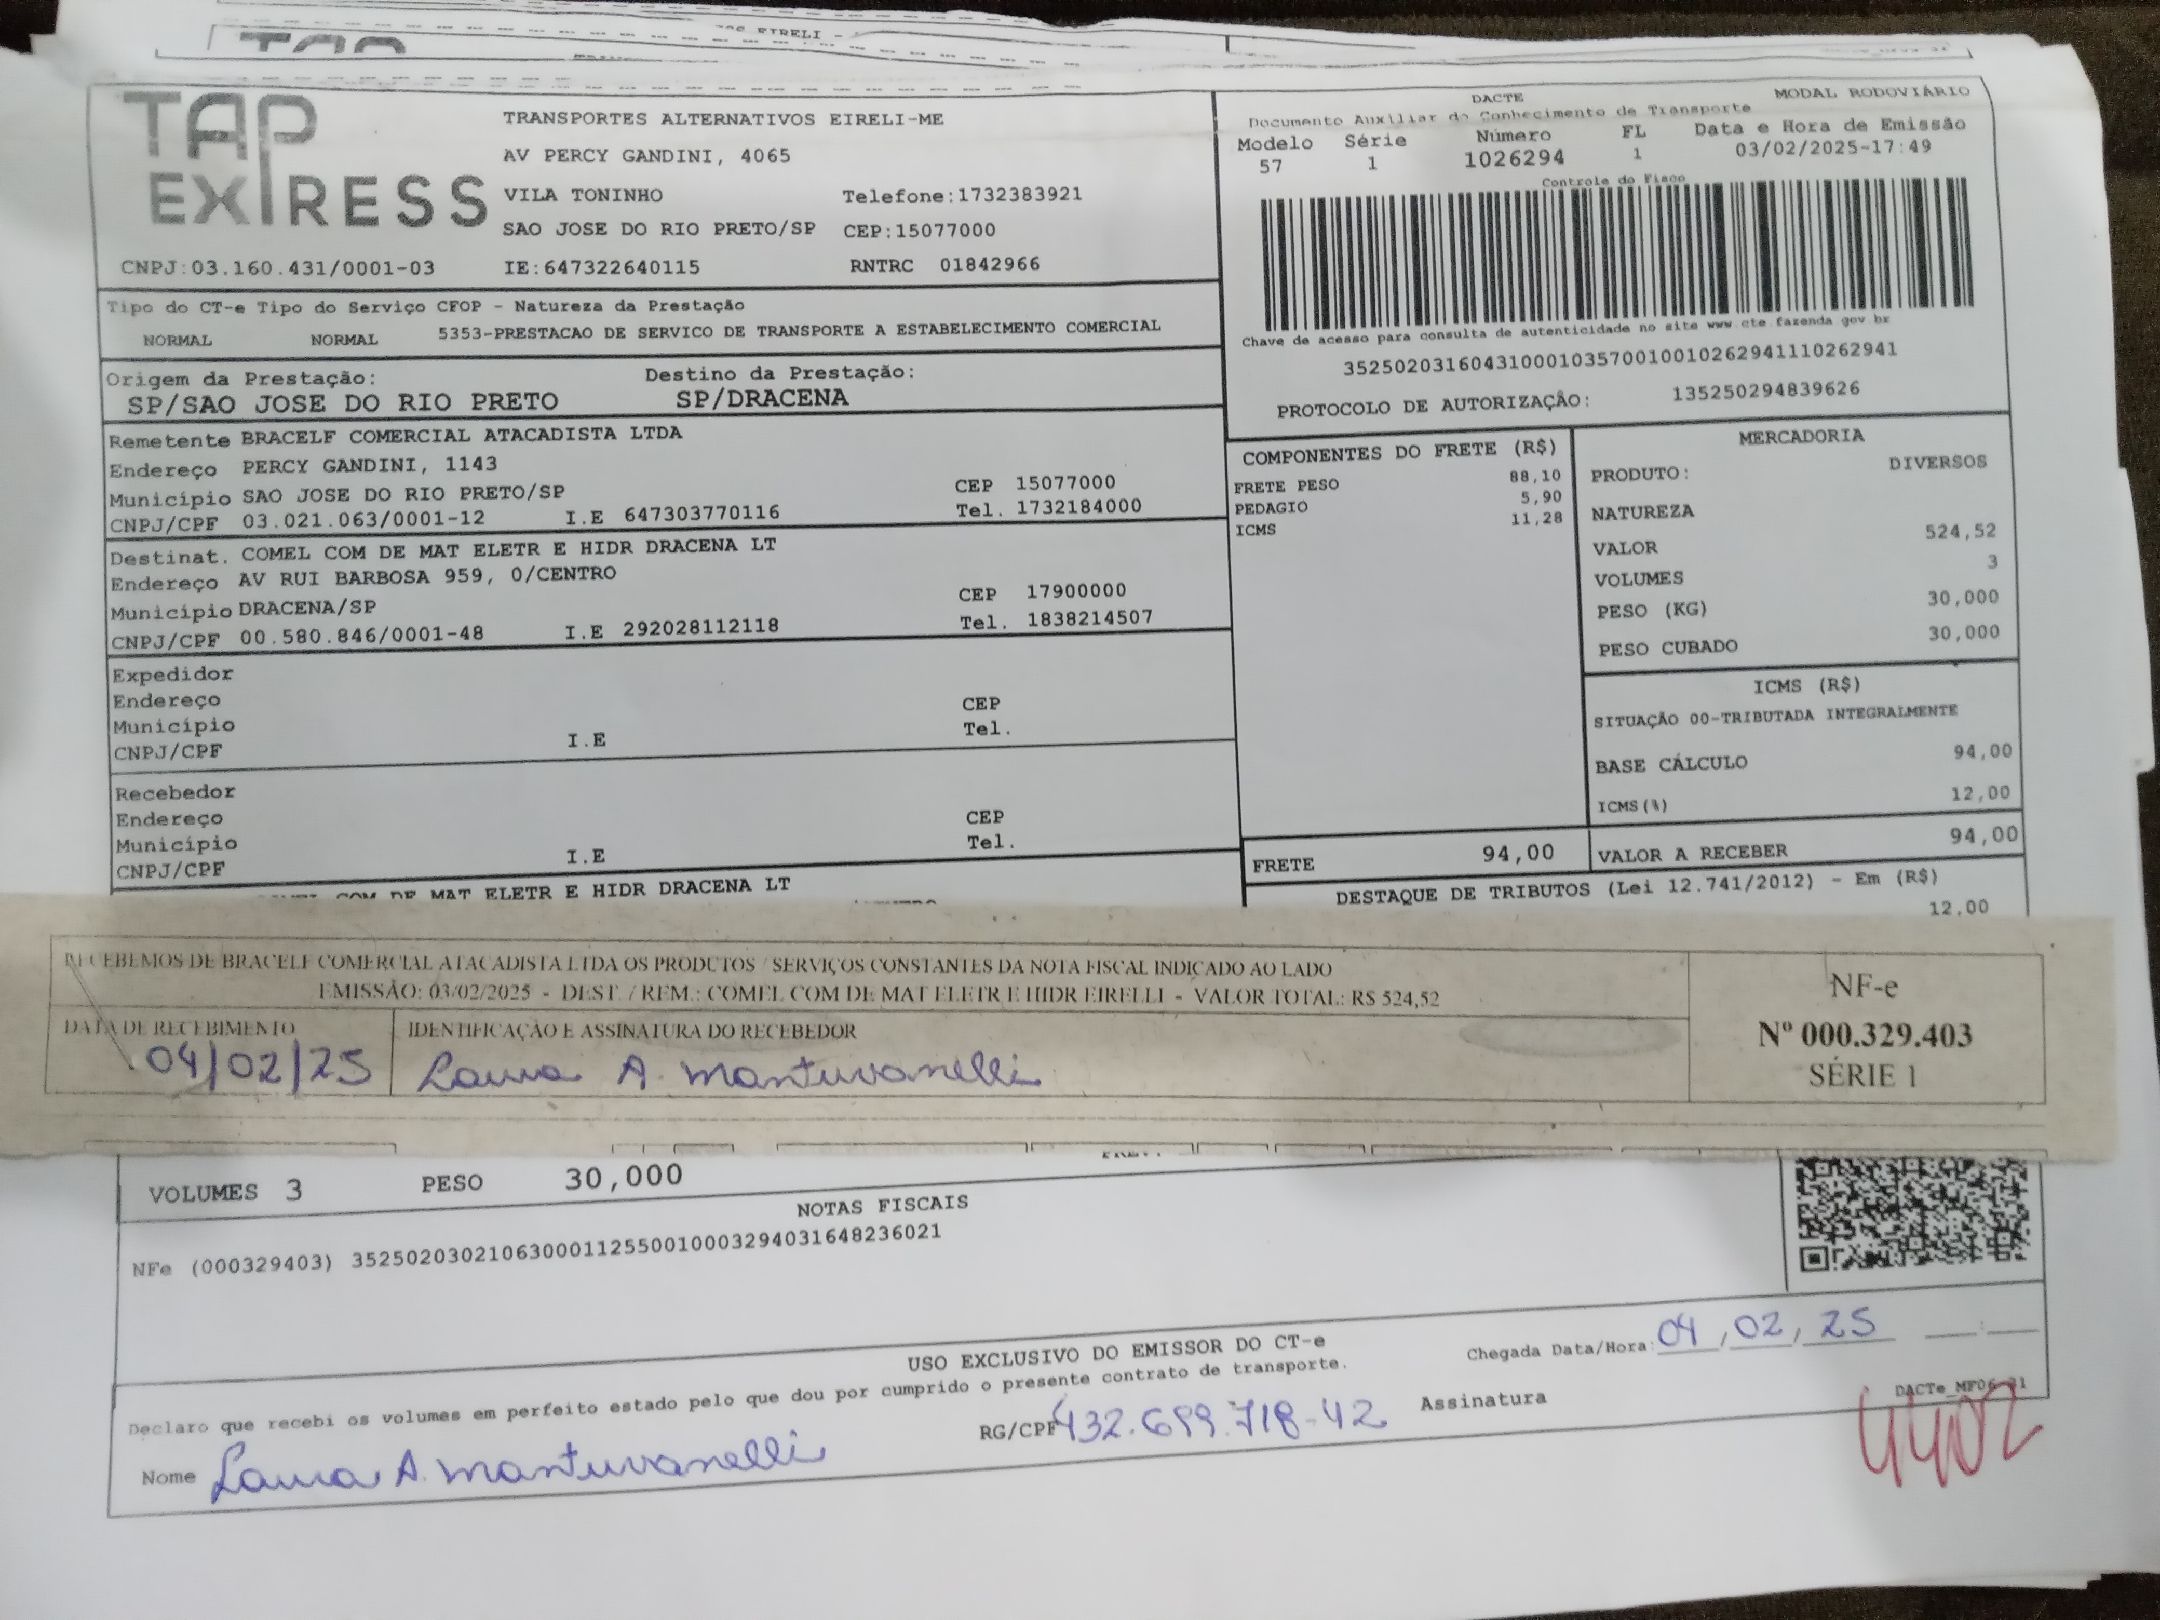 TAP EXPRESS
TRANSPORTES ALTERNATIVOS EIRELI-ME
AV PERCY GANDINI, 4065
VILA TONINHO Telefone:1732383921
SAO JOSE DO RIO PRETO/SP CEP:15077000
CNPJ:03.160.431/0001-03 IE:647322640115 RNTRC 01842966
DACTE MODAL RODOVIÁRIO
Documento Auxiliar do Conhecimento de Transporte
Modelo Série Número FL Data e Hora de Emissão
57 1 1026294 1 03/02/2025-17:49
Controle do Fisco
Chave de acesso para consulta de autenticidade no site www.cte.fazenda.gov.br
35250203160431000103570010010262941110262941
PROTOCOLO DE AUTORIZAÇÃO: 135250294839626
Tipo do CT-e Tipo do Serviço CFOP - Natureza da Prestação
NORMAL NORMAL 5353-PRESTACAO DE SERVICO DE TRANSPORTE A ESTABELECIMENTO COMERCIAL
Origem da Prestação: Destino da Prestação:
SP/SAO JOSE DO RIO PRETO SP/DRACENA
Remetente BRACELF COMERCIAL ATACADISTA LTDA
Endereço PERCY GANDINI, 1143
Município SAO JOSE DO RIO PRETO/SP CEP 15077000
CNPJ/CPF 03.021.063/0001-12 I.E 647303770116 Tel. 1732184000
Destinat. COMEL COM DE MAT ELETR E HIDR DRACENA LT
Endereço AV RUI BARBOSA 959, 0/CENTRO
Município DRACENA/SP CEP 17900000
CNPJ/CPF 00.580.846/0001-48 I.E 292028112118 Tel. 1838214507
Expedidor
Endereço CEP
Município Tel.
CNPJ/CPF I.E
Recebedor
Endereço CEP
Município Tel.
CNPJ/CPF I.E
COM DE MAT ELETR E HIDR DRACENA LT
COMPONENTES DO FRETE (R$)
FRETE PESO 88,10
PEDAGIO 5,90
ICMS 11,28
MERCADORIA
PRODUTO: DIVERSOS
NATUREZA
VALOR 524,52
VOLUMES 3
PESO (KG) 30,000
PESO CUBADO 30,000
ICMS (R$)
SITUAÇÃO 00-TRIBUTADA INTEGRALMENTE
BASE CÁLCULO 94,00
ICMS(%) 12,00
FRETE 94,00 VALOR A RECEBER 94,00
DESTAQUE DE TRIBUTOS (Lei 12.741/2012) - Em (R$)
12,00
RECEBEMOS DE BRACELF COMERCIAL ATACADISTA LTDA OS PRODUTOS / SERVIÇOS CONSTANTES DA NOTA FISCAL INDICADO AO LADO
EMISSÃO: 03/02/2025 - DEST. / REM.: COMEL COM DE MAT ELETR E HIDR EIRELLI - VALOR TOTAL: R$ 524,52
DATA DE RECEBIMENTO IDENTIFICAÇÃO E ASSINATURA DO RECEBEDOR
04/02/25 Laura A. Mantuvanelli
NF-e
Nº 000.329.403
SÉRIE 1
VOLUMES 3 PESO 30,000
NOTAS FISCAIS
NFe (000329403) 35250203021063000112550010003294031648236021
USO EXCLUSIVO DO EMISSOR DO CT-e
Chegada Data/Hora: 04,02,25
Declaro que recebi os volumes em perfeito estado pelo que dou por cumprido o presente contrato de transporte.
Nome Laura A. Mantuvanelli RG/CPF 432.699.718-42 Assinatura
4402